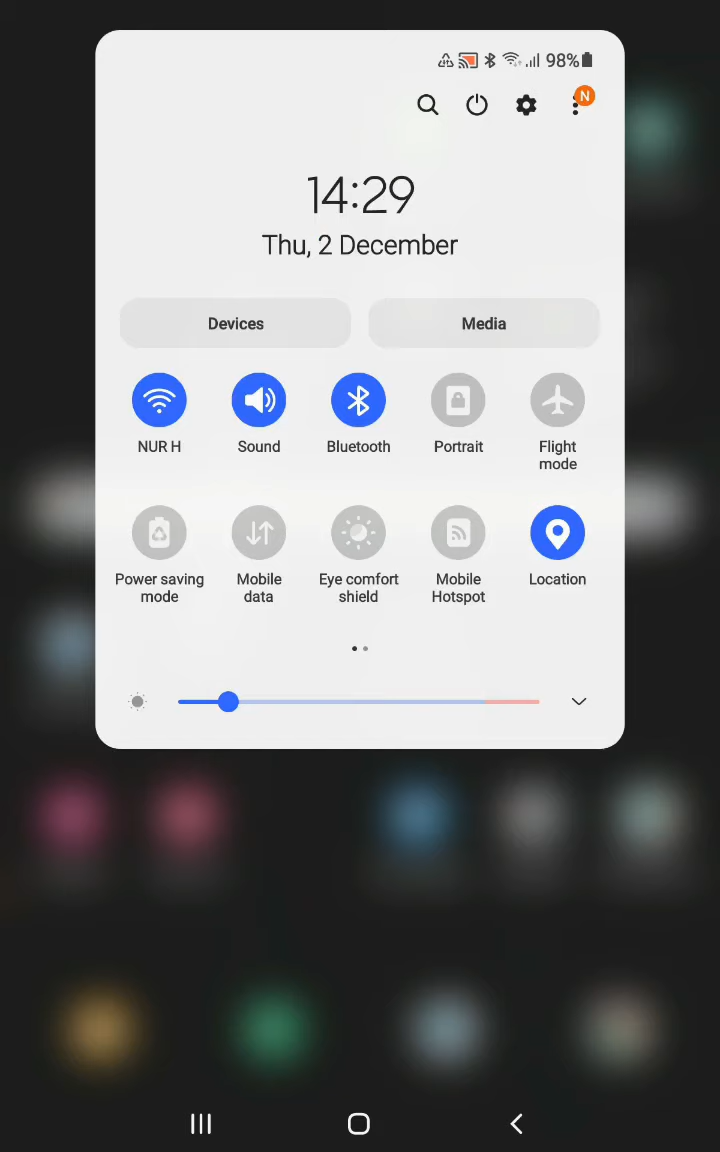 98%
N
14:29
Thu, 2 December
Devices Media
NUR H Sound Bluetooth Portrait Flight
mode
Power saving Mobile Eye comfort Mobile Location
mode data shield Hotspot